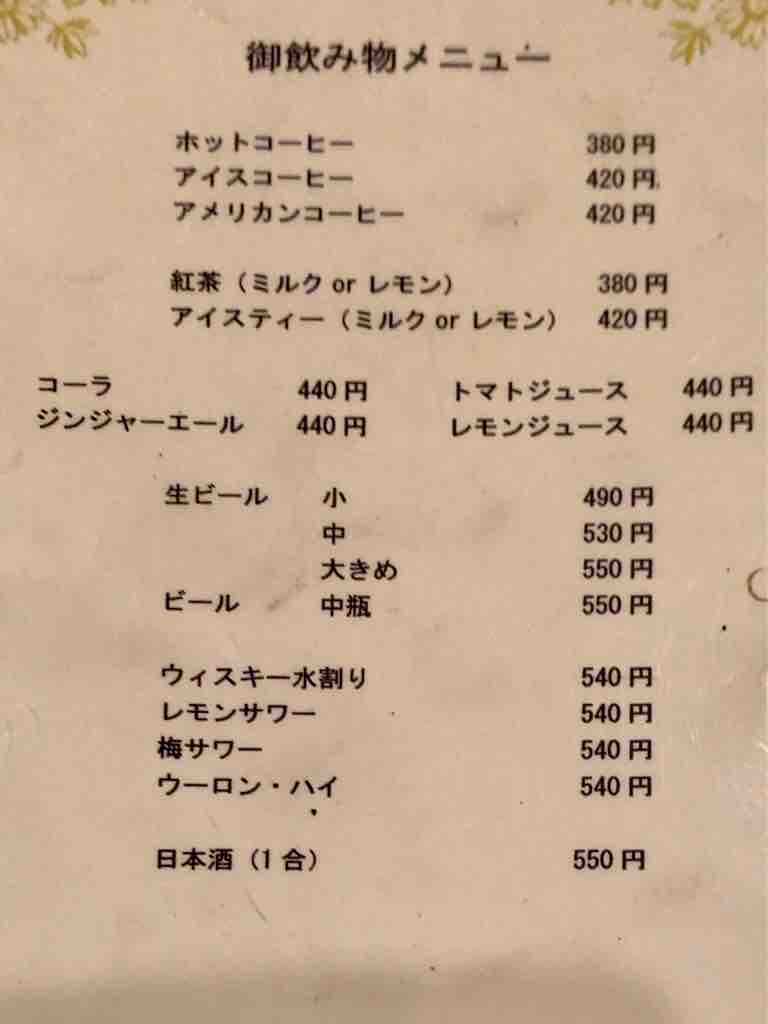 御飲み物メニュー
ホットコーヒー 380円
アイスコーヒー 420円
アメリカンコーヒー 420円
紅茶（ミルク or レモン） 380円
アイスティー（ミルク or レモン） 420円
コーラ 440円 トマトジュース 440円
ジンジャーエール 440円 レモンジュース 440円
生ビール 小 490円
中 530円
大きめ 550円
ビール 中瓶 550円
ウィスキー水割り 540円
レモンサワー 540円
梅サワー 540円
ウーロン・ハイ 540円
日本酒（1合） 550円